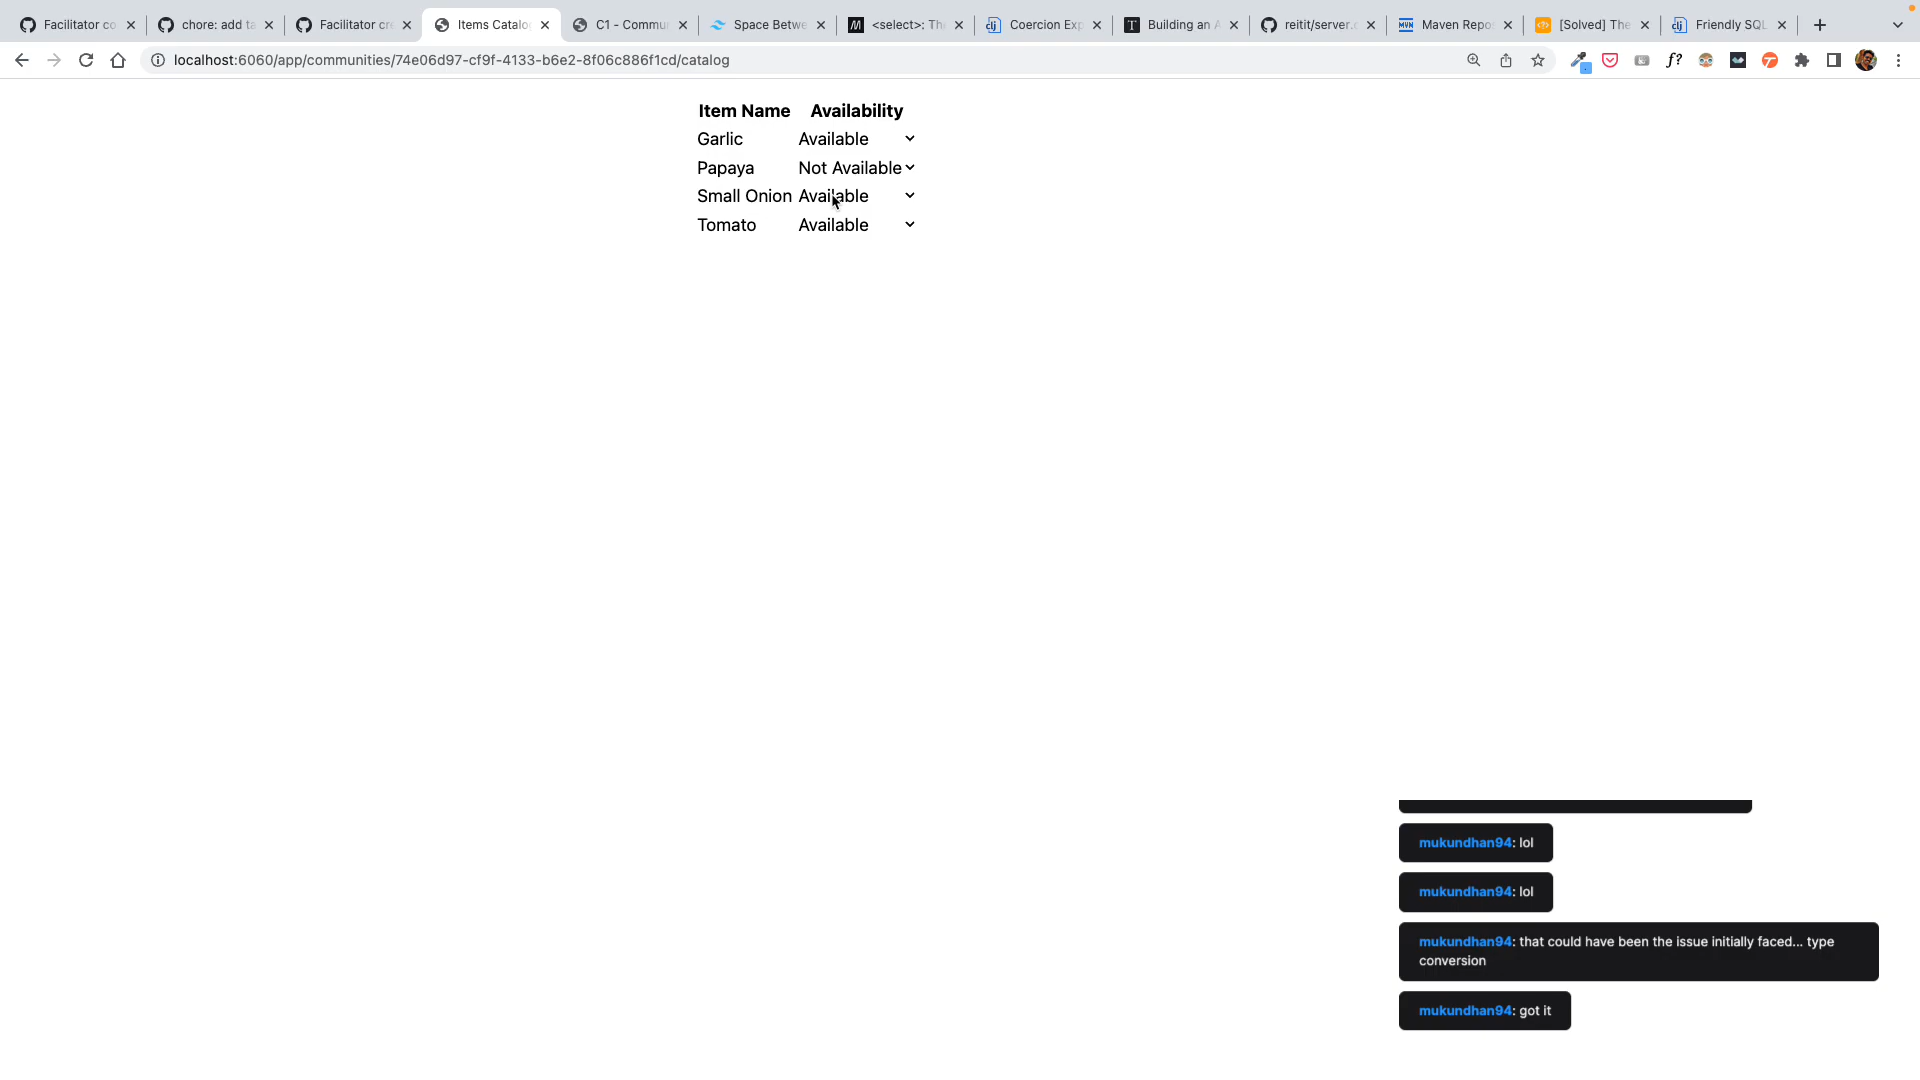 Facilitator co
chore: add ta
Facilitator cre
Items Catalo
C1 - Commu
Space Betwe
<select>: The
Coercion Exp
Building an A
reitit/server.c
Maven Repo
[Solved] The
Friendly SQL
localhost:6060/app/communities/74e06d97-cf9f-4133-b6e2-8f06c886f1cd/catalog
f?
Item Name Availability
Garlic Available
Papaya Not Available
Small Onion Available
Tomato Available
mukundhan94: lol
mukundhan94: lol
mukundhan94: that could have been the issue initially faced... type
conversion
mukundhan94: got it